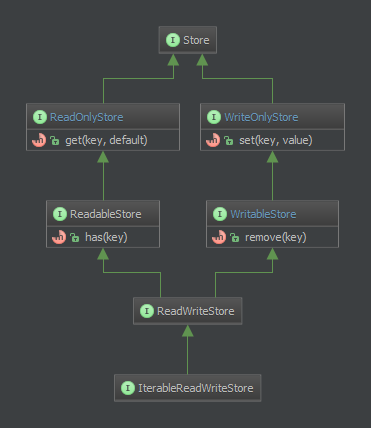 I Store
I ReadOnlyStore
I WriteOnlyStore
m get(key, default)
m set(key, value)
I ReadableStore
I WritableStore
m has(key)
m remove(key)
I ReadWriteStore
I IterableReadWriteStore